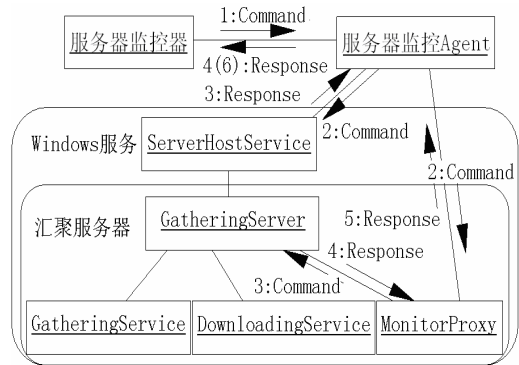 1:Command
服务器监控器
服务器监控Agent
4(6):Response
3:Response
2:Command
Windows服务
ServerHostService
2:Command
汇聚服务器
GatheringServer
5:Response
4:Response
3:Command
GatheringService
DownloadingService
MonitorProxy